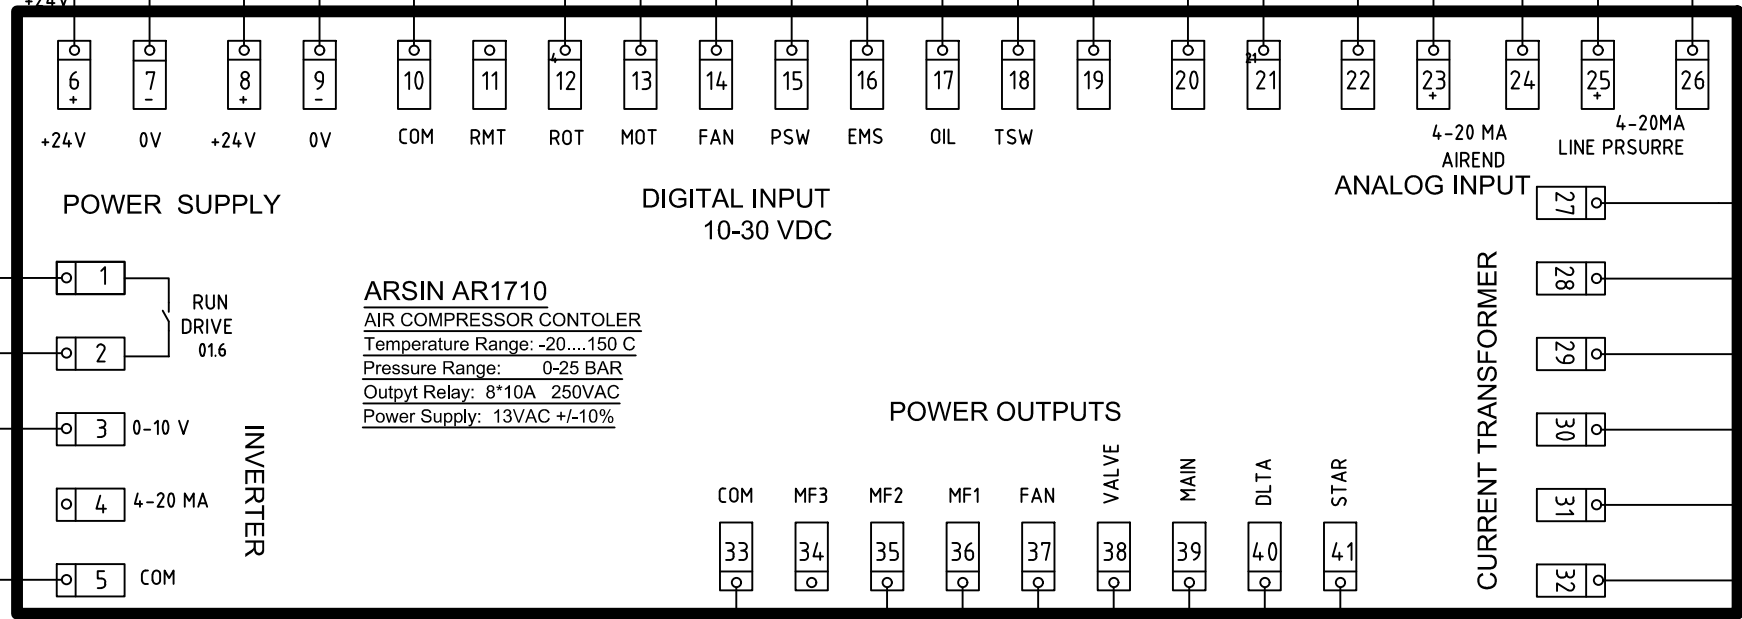 +24V
6 7 8 9 10 11 12 13 14 15 16 17 18 19 20 21 22 23 24 25 26
4
21
+ - + - + +
+24V 0V +24V 0V COM RMT ROT MOT FAN PSW EMS OIL TSW
4-20 MA
AIREND
4-20MA
LINE PRSURRE
POWER SUPPLY
DIGITAL INPUT
10-30 VDC
ANALOG INPUT
1
2
RUN
DRIVE
01.6
3 0-10 V
4 4-20 MA
5 COM
INVERTER
ARSIN AR1710
AIR COMPRESSOR CONTOLER
Temperature Range: -20....150 C
Pressure Range: 0-25 BAR
Outpyt Relay: 8*10A 250VAC
Power Supply: 13VAC +/-10%
POWER OUTPUTS
COM MF3 MF2 MF1 FAN VALVE MAIN DLTA STAR
33 34 35 36 37 38 39 40 41
CURRENT TRANSFORMER
27
28
29
30
31
32